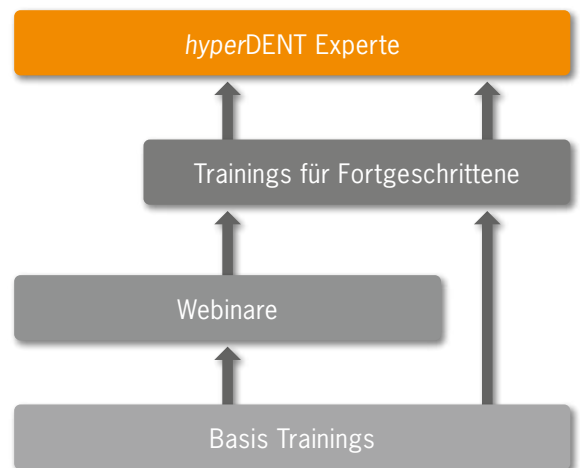 hyperDENT Experte
Trainings für Fortgeschrittene
Webinare
Basis Trainings